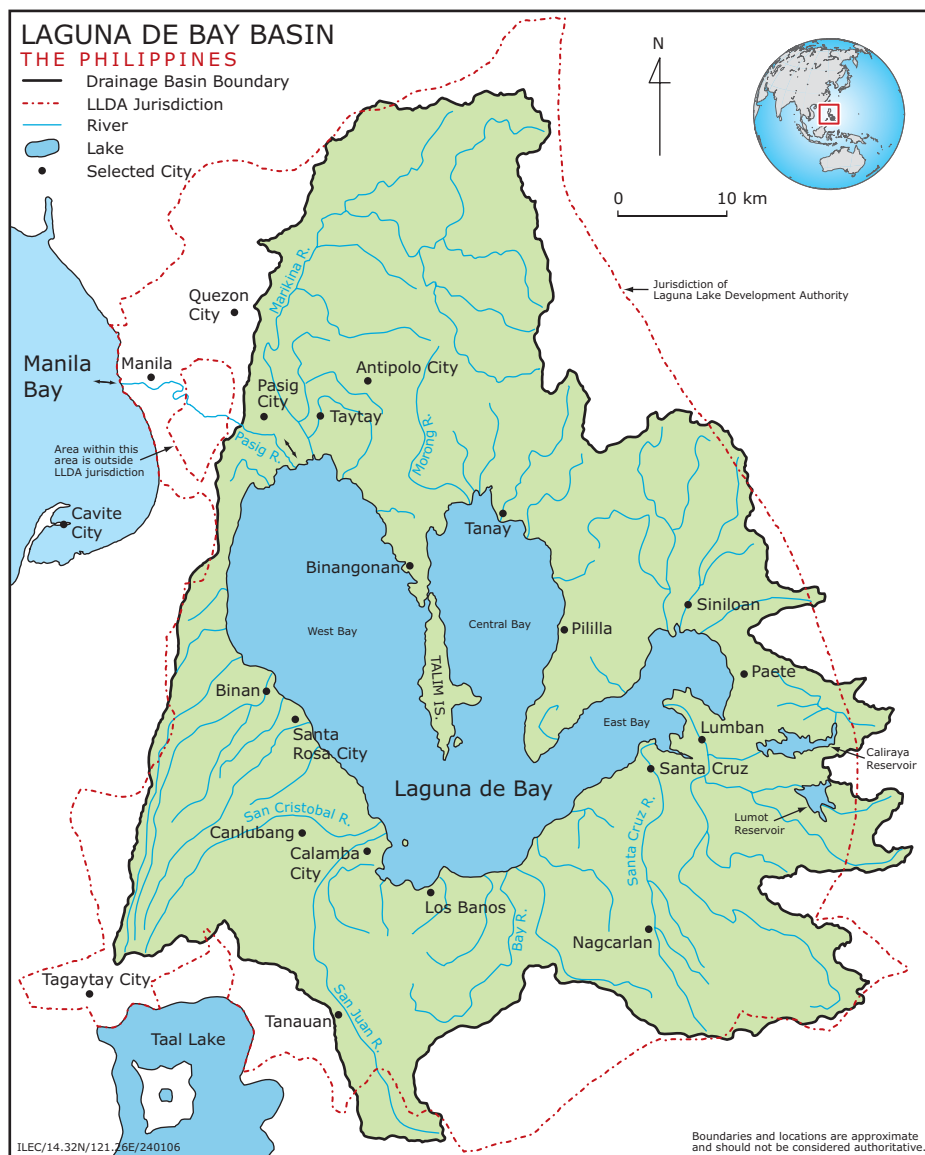 LAGUNA DE BAY BASIN
THE PHILIPPINES
Drainage Basin Boundary
LLDA Jurisdiction
River
Lake
Selected City
N
0
10 km
Jurisdiction of
Laguna Lake Development Authority
Marikina R.
Quezon
City
Manila
Bay
Manila
Pasig
City
Antipolo City
Taytay
Pasig R.
Morong R.
Area within this
area is outside
LLDA jurisdiction
Cavite
City
Tanay
Binangonan
Siniloan
West Bay
Central Bay
Pililla
TALIM IS.
Paete
Binan
East Bay
Santa
Rosa City
Lumban
Caliraya
Reservoir
Laguna de Bay
Santa Cruz
San Cristobal R.
Lumot
Reservoir
Canlubang
Calamba
City
Santa Cruz R.
Los Banos
Bay R.
Nagcarlan
Tagaytay City
San Juan R.
Tanauan
Taal Lake
ILEC/14.32N/121.26E/240106
Boundaries and locations are approximate
and should not be considered authoritative.